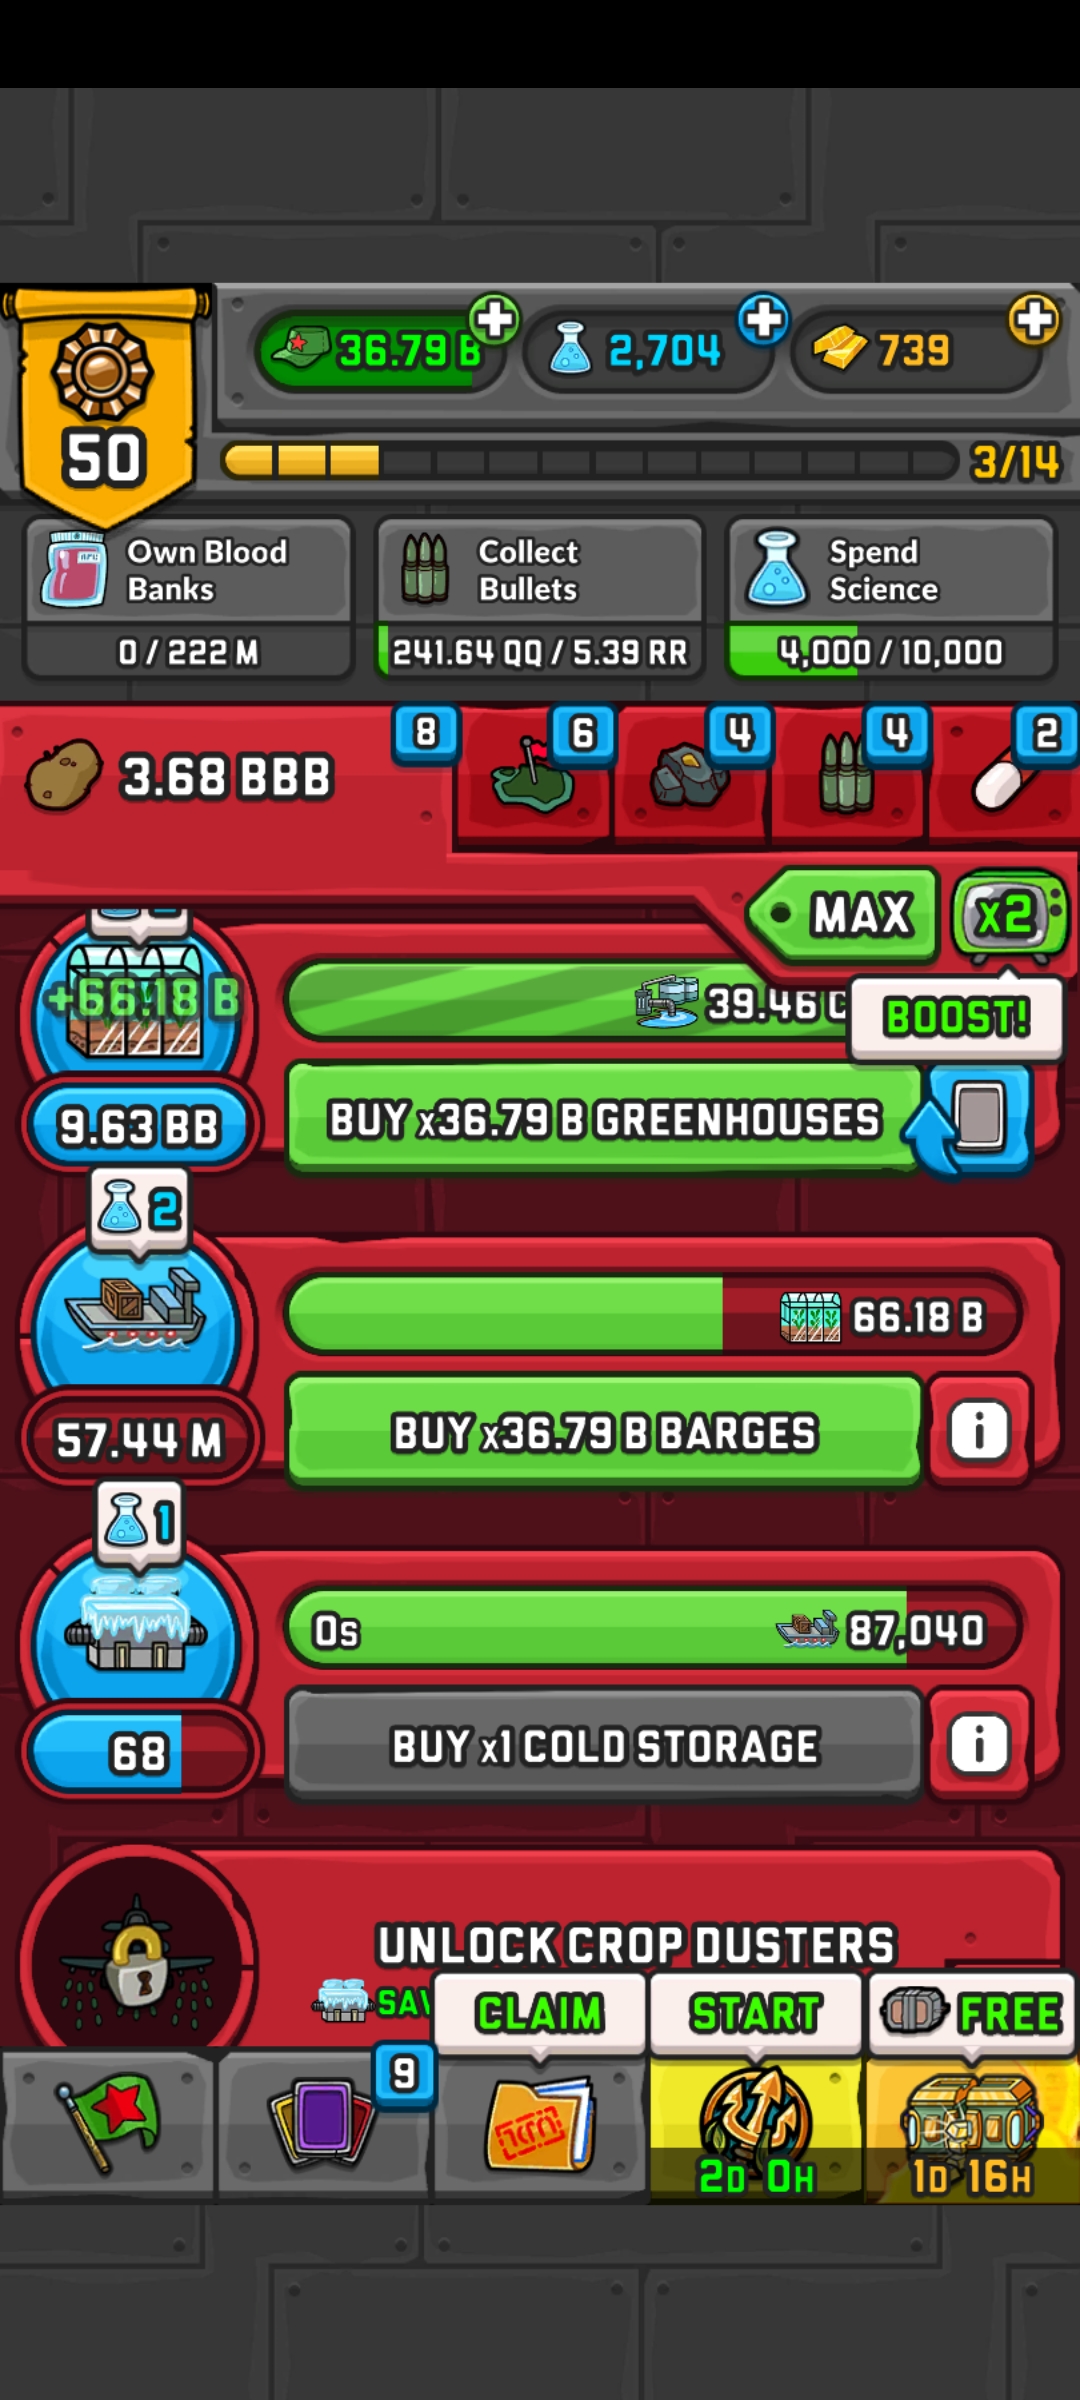 36.79 B
2,704
739
50
3/14
Own Blood
Banks
Collect
Bullets
Spend
Science
0 / 222 M
241.64 QQ / 5.39 RR
4,000 / 10,000
8
6
4
4
2
3.68 BBB
MAX
x2
+66.18 B
39.46
BOOST!
BUY x36.79 B GREENHOUSES
9.63 BB
2
66.18 B
BUY x36.79 B BARGES
57.44 M
1
0s
87,040
BUY x1 COLD STORAGE
68
UNLOCK CROP DUSTERS
CLAIM
START
FREE
9
2D 0H
1D 16H